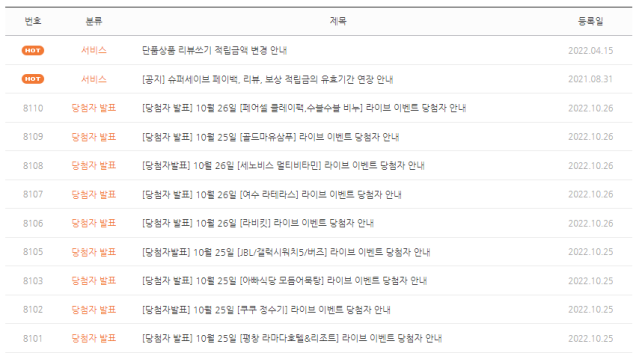 번호 분류 제목 등록일
HOT 서비스 단품상품 리뷰쓰기 적립금액 변경 안내 2022.04.15
HOT 서비스 [공지] 슈퍼세이브 페이백, 리뷰, 보상 적립금의 유효기간 연장 안내 2021.08.31
8110 당첨자 발표 [당첨자 발표] 10월 26일 [페어셀 클레이팩,수블수블 비누] 라이브 이벤트 당첨자 안내 2022.10.26
8109 당첨자 발표 [당첨자 발표] 10월 25일 [골드마유샴푸] 라이브 이벤트 당첨자 안내 2022.10.26
8108 당첨자 발표 [당첨자발표] 10월 26일 [세노비스 멀티비타민] 라이브 이벤트 당첨자 안내 2022.10.26
8107 당첨자 발표 [당첨자 발표] 10월 26일 [여수 라테라스] 라이브 이벤트 당첨자 안내 2022.10.26
8106 당첨자 발표 [당첨자 발표] 10월 26일 [라비킷] 라이브 이벤트 당첨자 안내 2022.10.26
8105 당첨자 발표 [당첨자발표] 10월 25일 [JBL/갤럭시워치5/버즈] 라이브 이벤트 당첨자 안내 2022.10.25
8103 당첨자 발표 [당첨자 발표] 10월 25일 [아빠식당 모듬어묵탕] 라이브 이벤트 당첨자 안내 2022.10.25
8102 당첨자 발표 [당첨자 발표] 10월 25일 [쿠쿠 정수기] 라이브 이벤트 당첨자 안내 2022.10.25
8101 당첨자 발표 [당첨자발표] 10월 25일 [평창 라마다호텔&리조트] 라이브 이벤트 당첨자 안내 2022.10.25